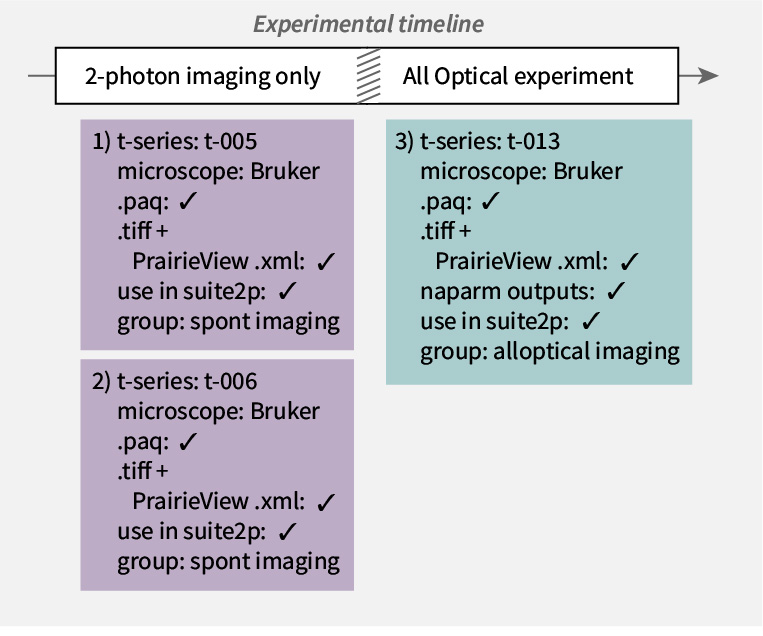 Experimental timeline
2-photon imaging only
All Optical experiment
1) t-series: t-005
microscope: Bruker
.paq: ✓
.tiff +
PrairieView .xml: ✓
use in suite2p: ✓
group: spont imaging
2) t-series: t-006
microscope: Bruker
.paq: ✓
.tiff +
PrairieView .xml: ✓
use in suite2p: ✓
group: spont imaging
3) t-series: t-013
microscope: Bruker
.paq: ✓
.tiff +
PrairieView .xml: ✓
naparm outputs: ✓
use in suite2p: ✓
group: alloptical imaging